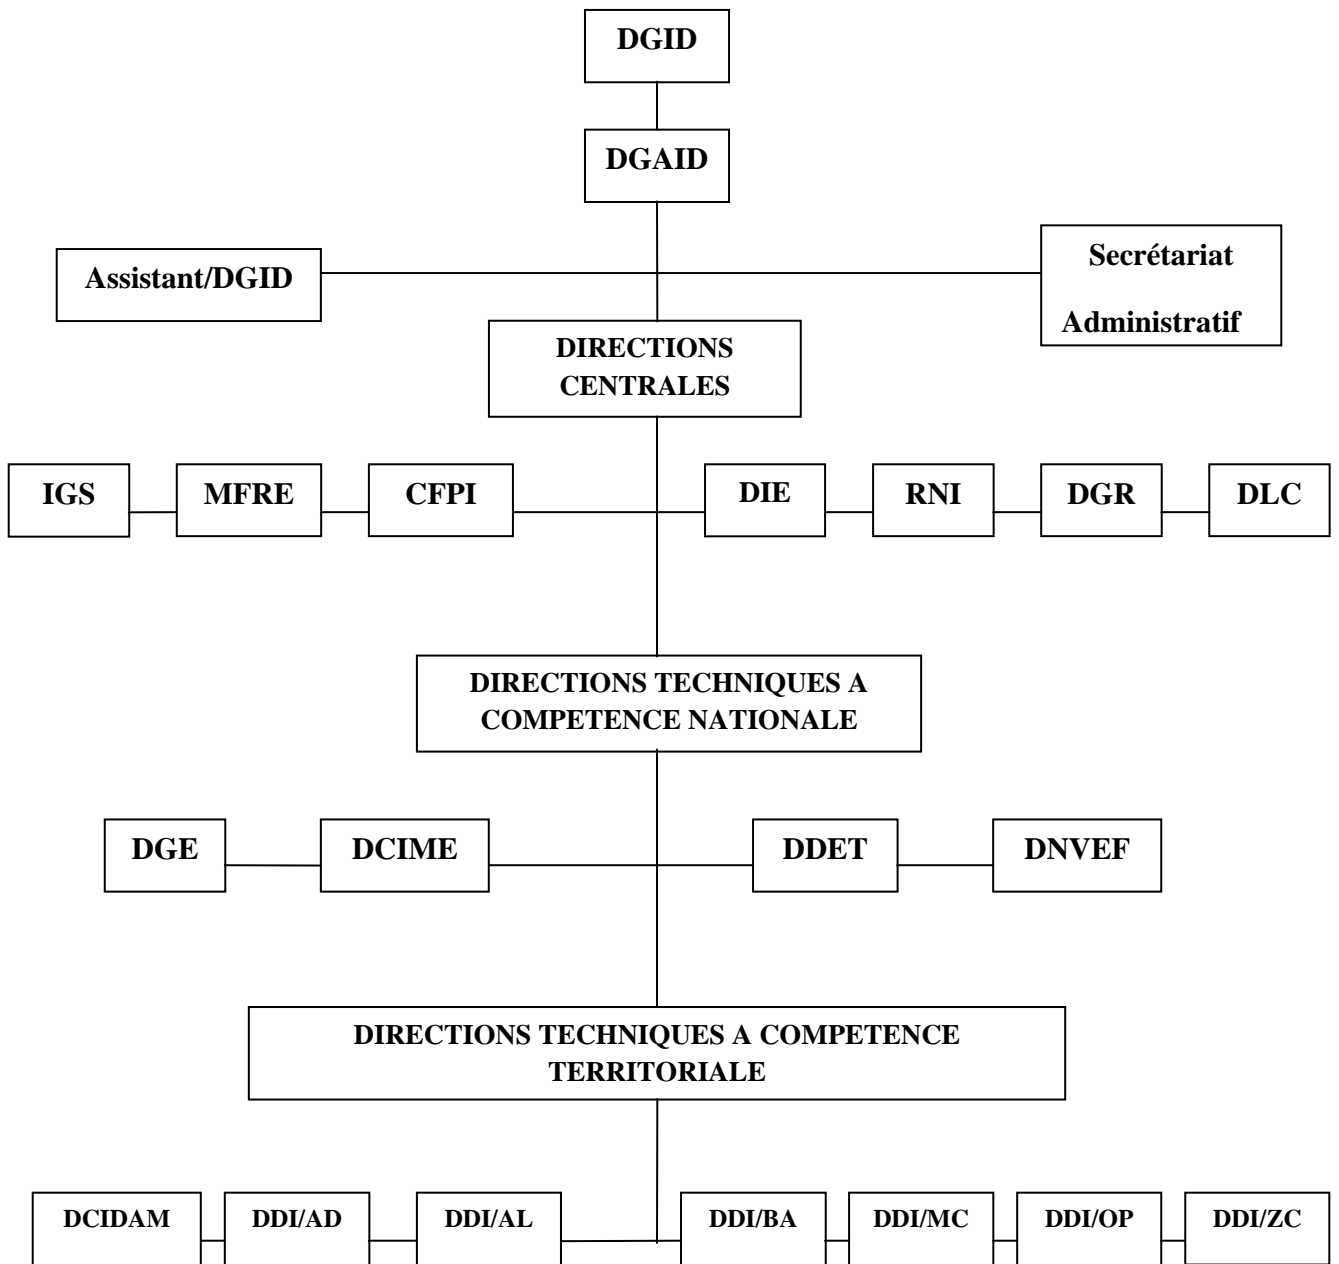 DGID
DGAID
Assistant/DGID
Secrétariat
Administratif
DIRECTIONS
CENTRALES
IGS
MFRE
CFPI
DIE
RNI
DGR
DLC
DIRECTIONS TECHNIQUES A
COMPETENCE NATIONALE
DGE
DCIME
DDET
DNVEF
DIRECTIONS TECHNIQUES A COMPETENCE
TERRITORIALE
DCIDAM
DDI/AD
DDI/AL
DDI/BA
DDI/MC
DDI/OP
DDI/ZC